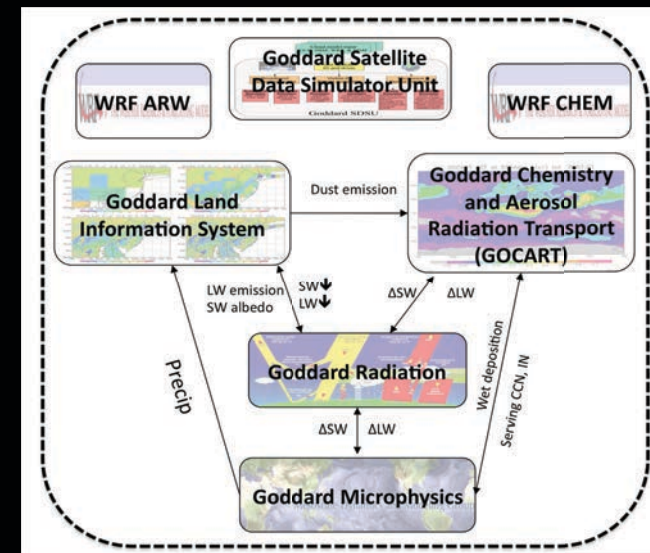 Goddard Satellite
Data Simulator Unit
Goddard SDSU
WRF ARW
WRF CHEM
Goddard Land
Information System
Dust emission
Goddard Chemistry
and Aerosol
Radiation Transport
(GOCART)
LW emission
SW albedo
SW↓
LW↓
ΔSW
ΔLW
Goddard Radiation
Precip
Wet deposition
Serving CCN, IN
ΔSW
ΔLW
Goddard Microphysics